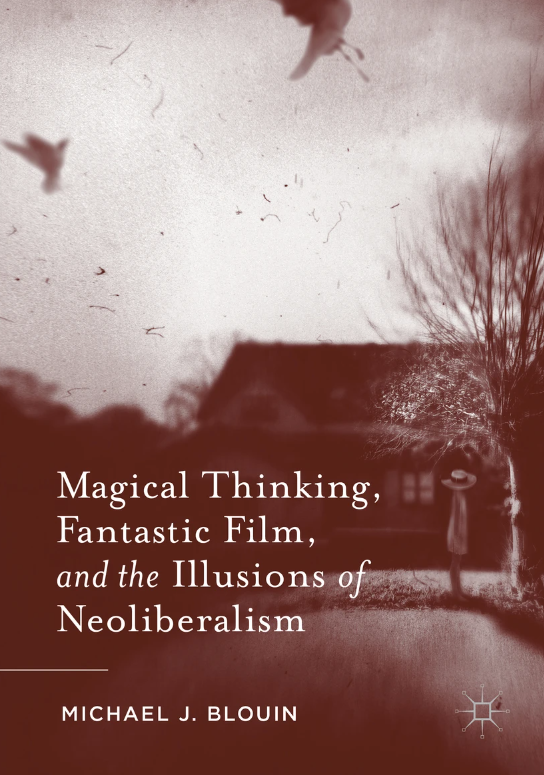 Magical Thinking,
Fantastic Film,
and the Illusions of
Neoliberalism
MICHAEL J. BLOUIN